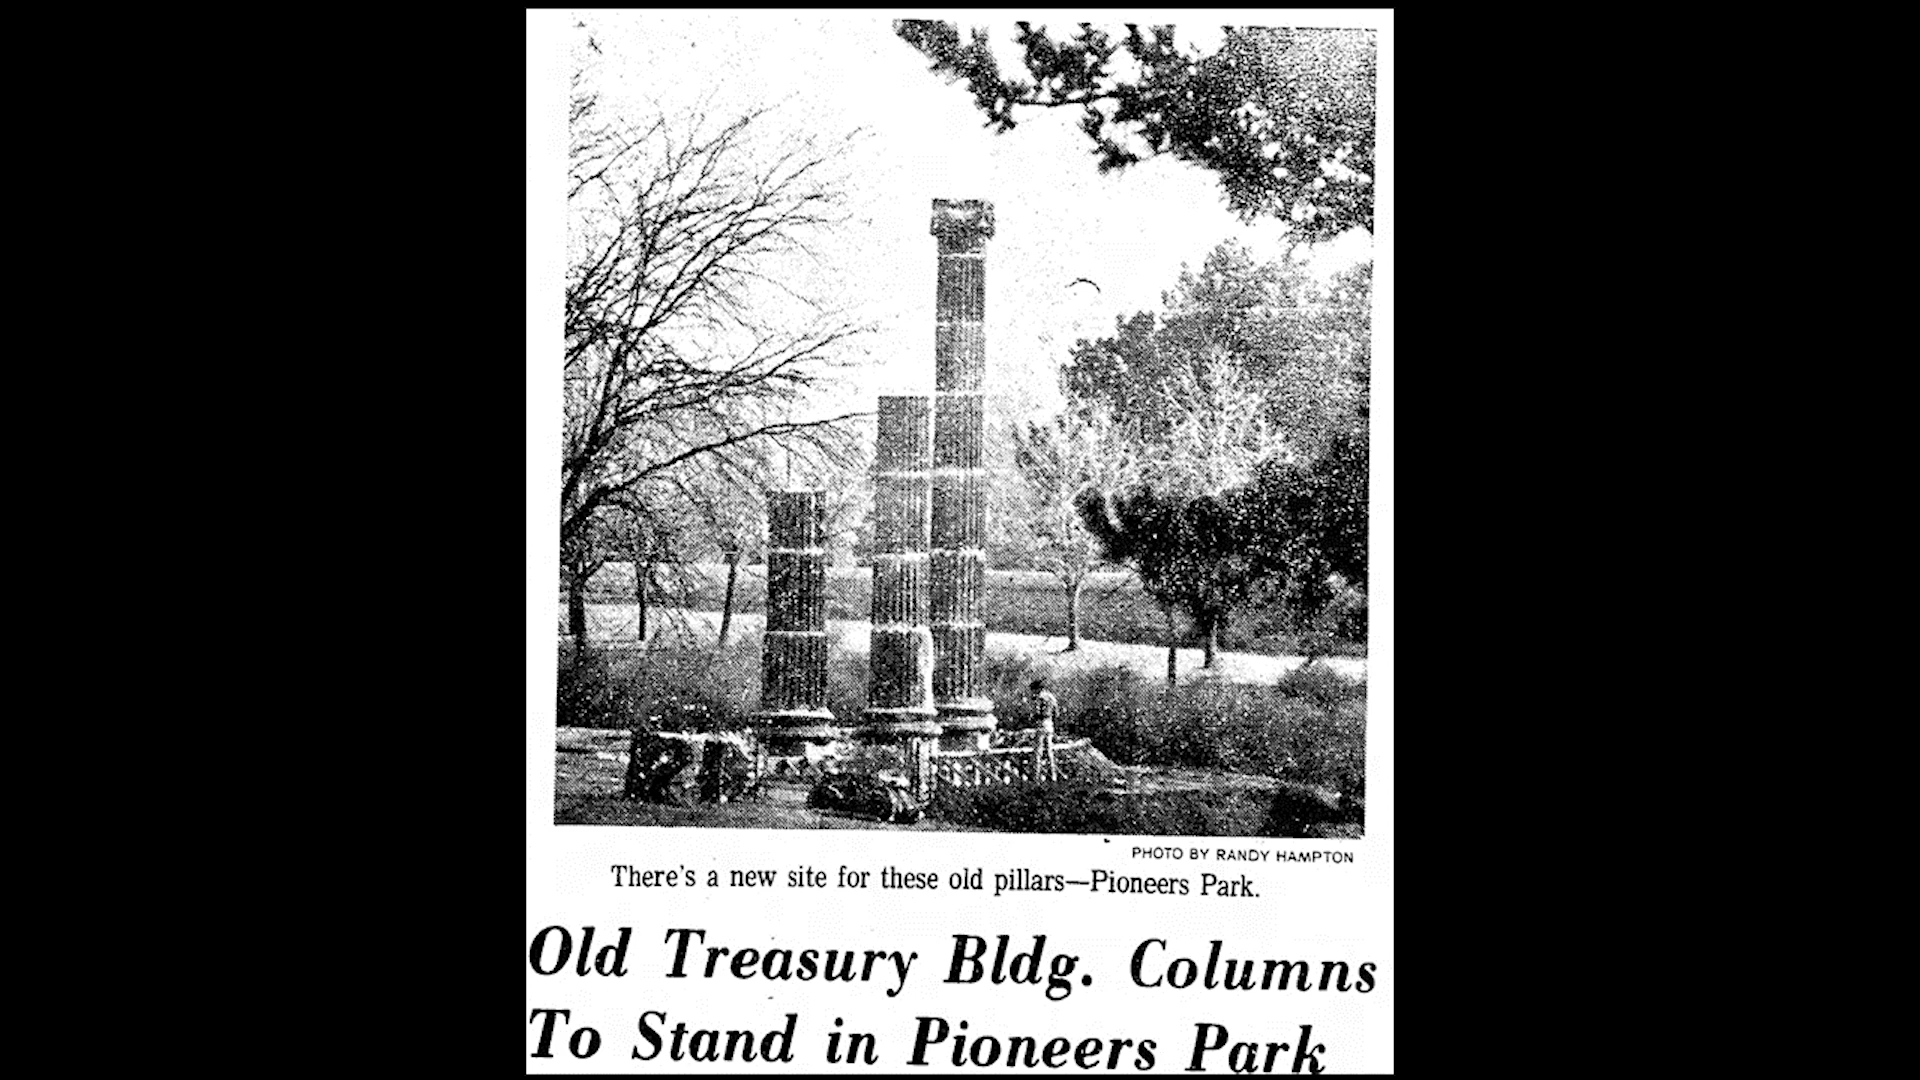 PHOTO BY RANDY HAMPTON
There's a new site for these old pillars—Pioneers Park.
Old Treasury Bldg. Columns
To Stand in Pioneers Park